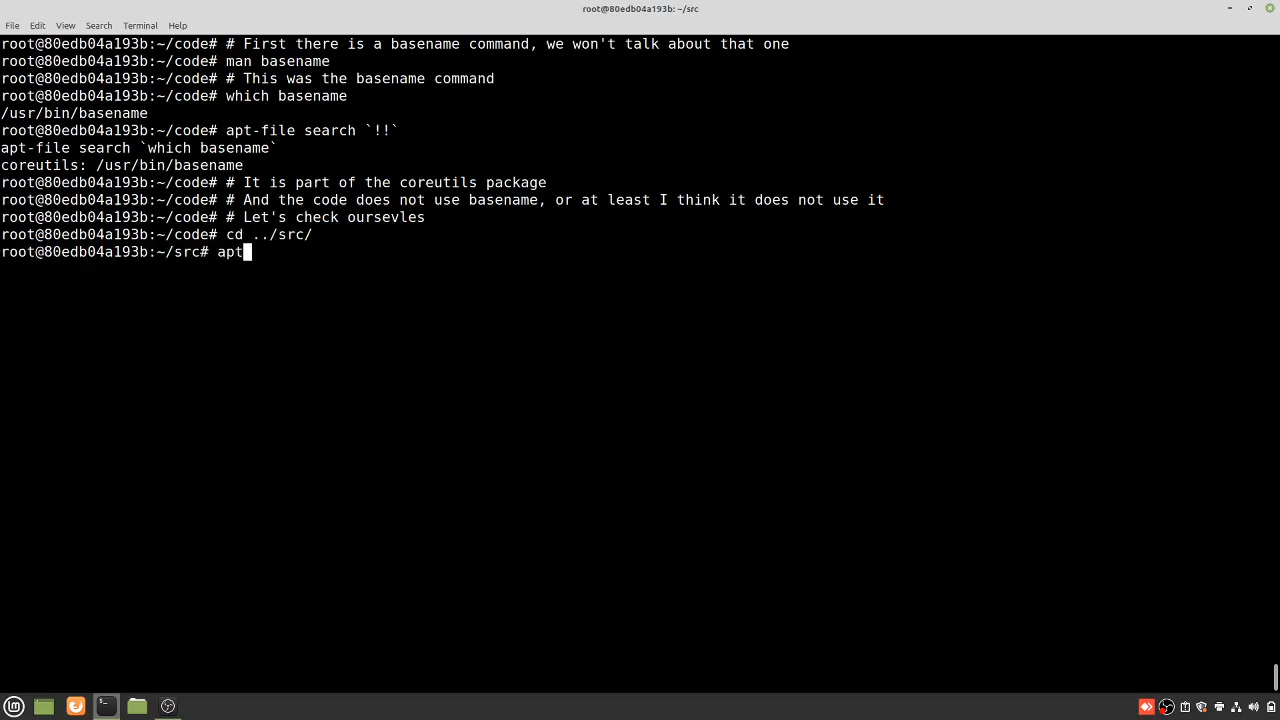 root@80edb04a193b: ~/src
File Edit View Search Terminal Help
root@80edb04a193b:~/code# # First there is a basename command, we won't talk about that one
root@80edb04a193b:~/code# man basename
root@80edb04a193b:~/code# # This was the basename command
root@80edb04a193b:~/code# which basename
/usr/bin/basename
root@80edb04a193b:~/code# apt-file search `!!`
apt-file search `which basename`
coreutils: /usr/bin/basename
root@80edb04a193b:~/code# # It is part of the coreutils package
root@80edb04a193b:~/code# # And the code does not use basename, or at least I think it does not use it
root@80edb04a193b:~/code# # Let's check oursevles
root@80edb04a193b:~/code# cd ../src/
root@80edb04a193b:~/src# apt